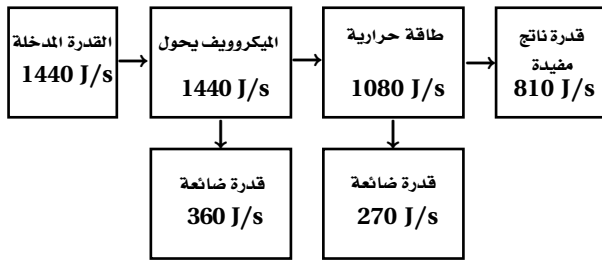 القدرة المدخلة
1440 J/s
الميكروويف يحول
1440 J/s
طاقة حرارية
1080 J/s
قدرة ناتج
مفيدة
810 J/s
قدرة ضائعة
360 J/s
قدرة ضائعة
270 J/s